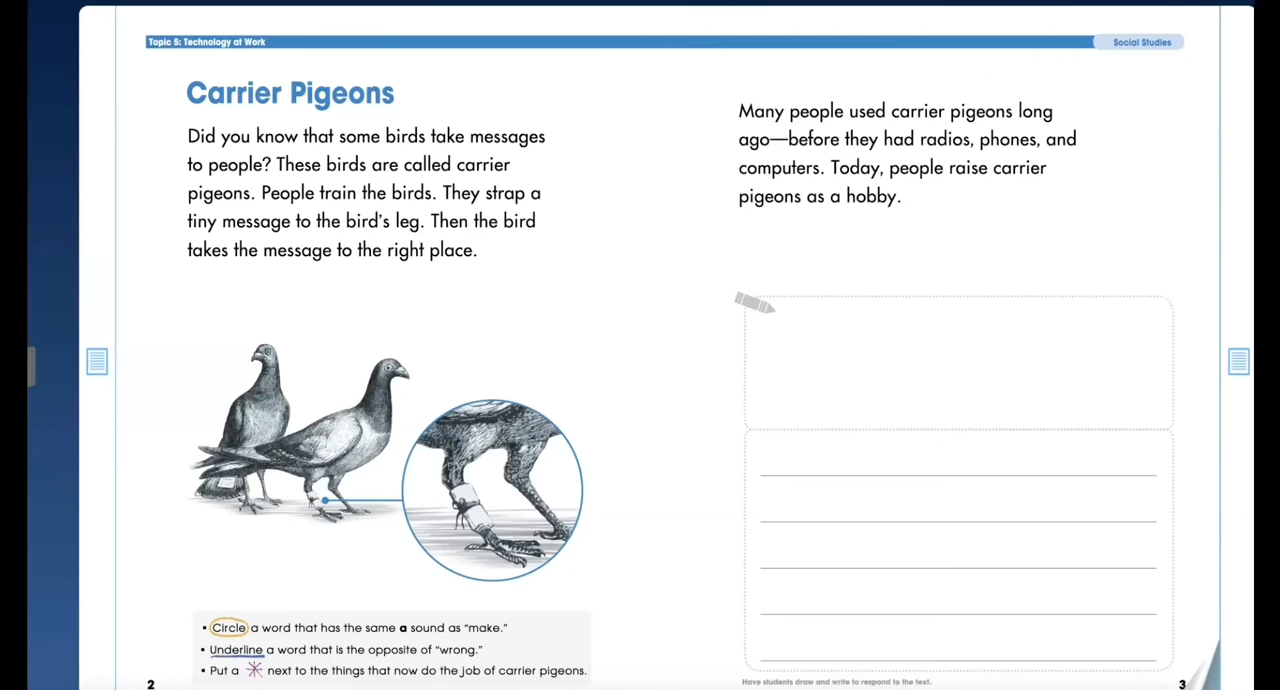 Topic 5: Technology at Work
Social Studies
Carrier Pigeons
Did you know that some birds take messages
to people? These birds are called carrier
pigeons. People train the birds. They strap a
tiny message to the bird's leg. Then the bird
takes the message to the right place.
• Circle a word that has the same a sound as "make."
• Underline a word that is the opposite of "wrong."
• Put a ✳ next to the things that now do the job of carrier pigeons.
2
Many people used carrier pigeons long
ago—before they had radios, phones, and
computers. Today, people raise carrier
pigeons as a hobby.
Have students draw and write to respond to the text.
3